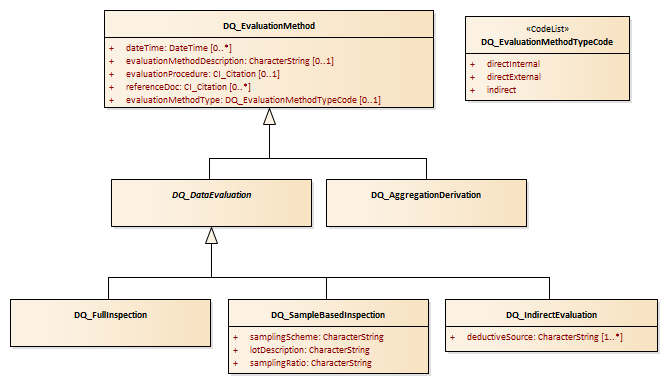 DQ_EvaluationMethod
+ dateTime: DateTime [0..*]
+ evaluationMethodDescription: CharacterString [0..1]
+ evaluationProcedure: CI_Citation [0..1]
+ referenceDoc: CI_Citation [0..*]
+ evaluationMethodType: DQ_EvaluationMethodTypeCode [0..1]
«CodeList»
DQ_EvaluationMethodTypeCode
+ directInternal
+ directExternal
+ indirect
DQ_DataEvaluation
DQ_AggregationDerivation
DQ_FullInspection
DQ_SampleBasedInspection
+ samplingScheme: CharacterString
+ lotDescription: CharacterString
+ samplingRatio: CharacterString
DQ_IndirectEvaluation
+ deductiveSource: CharacterString [1..*]